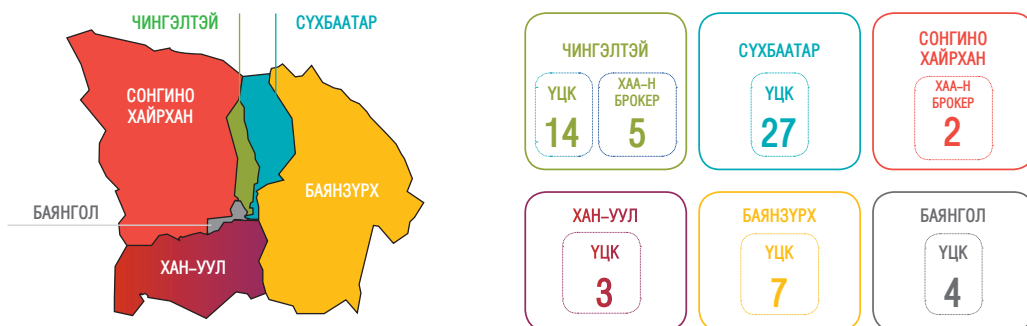 ЧИНГЭЛТЭЙ
СҮХБААТАР
СОНГИНО
ХАЙРХАН
БАЯНЗҮРХ
БАЯНГОЛ
ХАН-УУЛ
ЧИНГЭЛТЭЙ
ҮЦК
14
ХАА-Н
БРОКЕР
5
СҮХБААТАР
ҮЦК
27
СОНГИНО
ХАЙРХАН
ХАА-Н
БРОКЕР
2
ХАН-УУЛ
ҮЦК
3
БАЯНЗҮРХ
ҮЦК
7
БАЯНГОЛ
ҮЦК
4